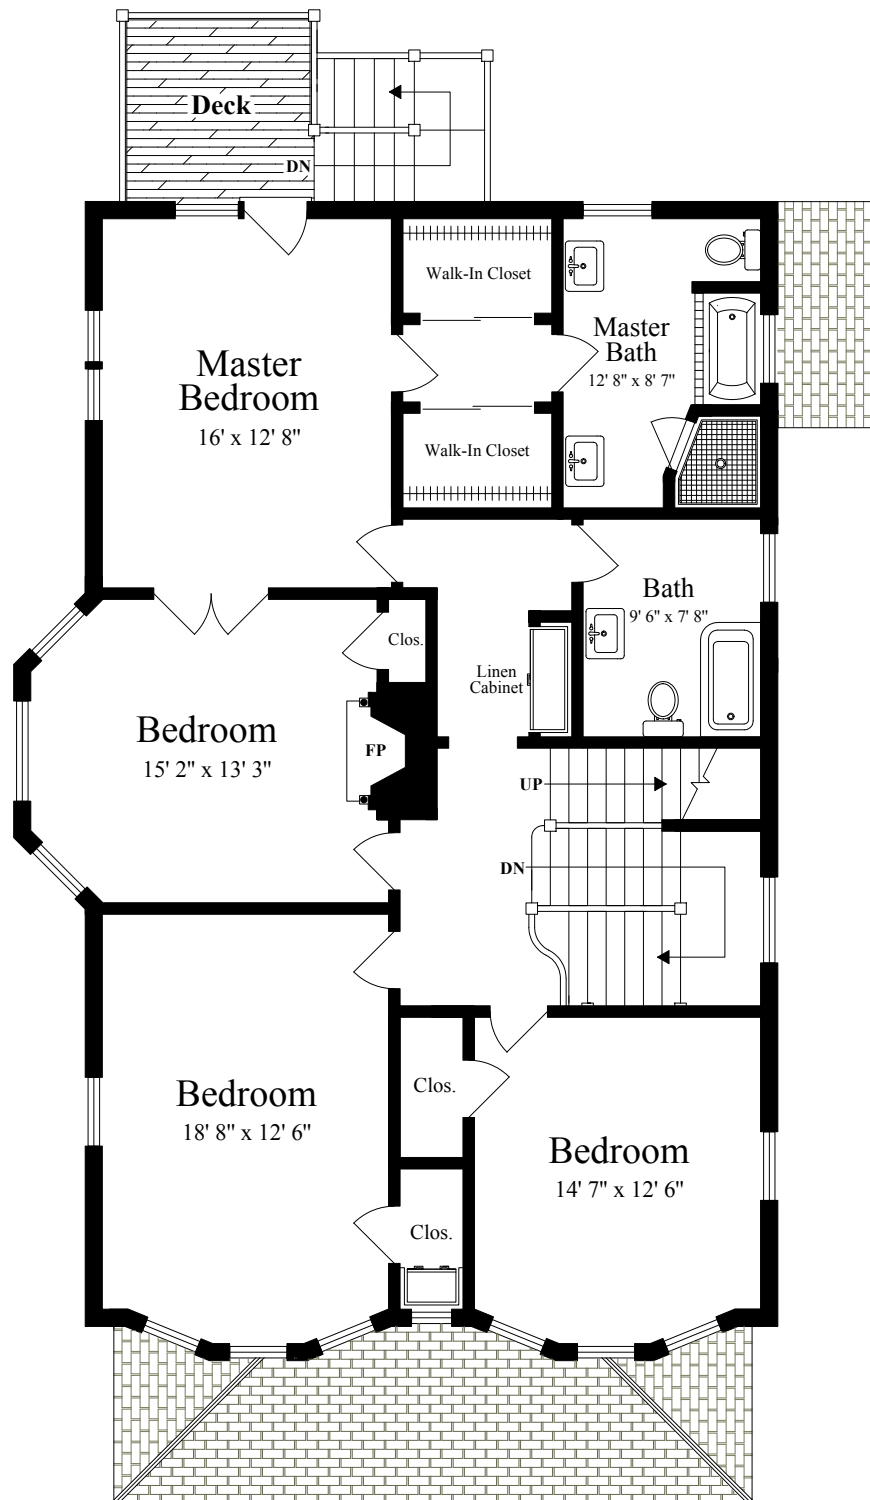 Deck
DN
Walk-In Closet
Master
Bath
12' 8" x 8' 7"
Master
Bedroom
16' x 12' 8"
Walk-In Closet
Bath
9' 6" x 7' 8"
Clos.
Linen
Cabinet
Bedroom
15' 2" x 13' 3"
FP
UP
DN
Bedroom
18' 8" x 12' 6"
Clos.
Bedroom
14' 7" x 12' 6"
Clos.